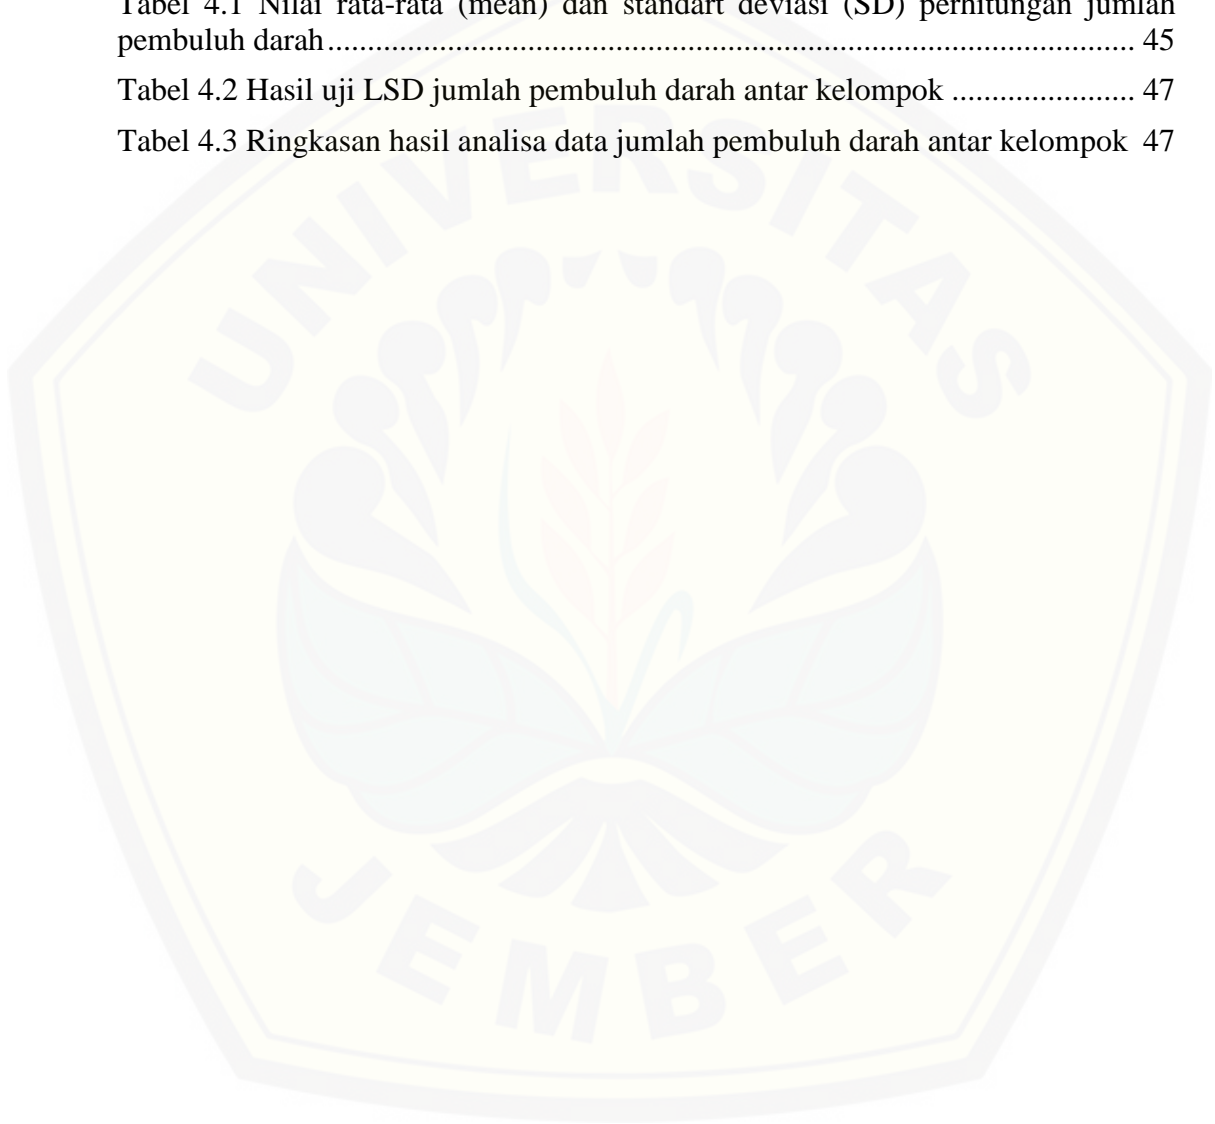 Tabel 4.1 Nilai rata-rata (mean) dan standart deviasi (SD) perhitungan jumlah
pembuluh darah..................................................................................................... 45
Tabel 4.2 Hasil uji LSD jumlah pembuluh darah antar kelompok ....................... 47
Tabel 4.3 Ringkasan hasil analisa data jumlah pembuluh darah antar kelompok 47
UNIVERSITAS
JEMBER